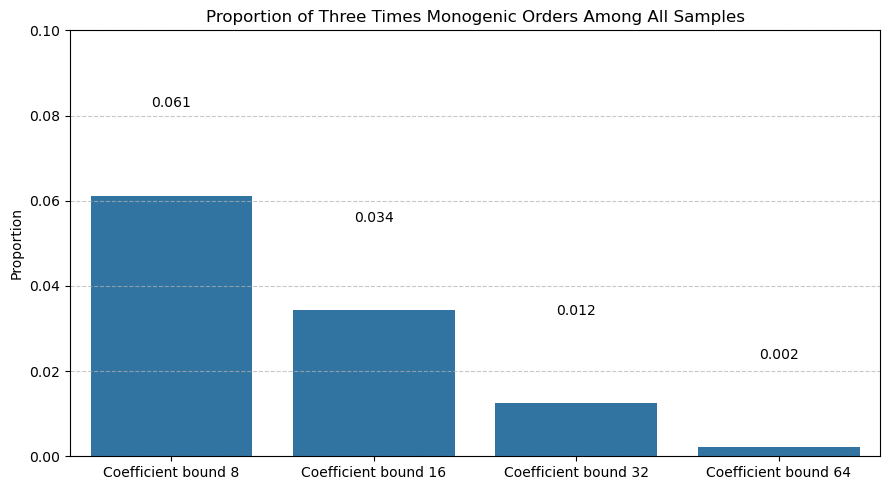 Proportion of Three Times Monogenic Orders Among All Samples
0.10
0.08
0.06
0.04
0.02
0.00
Proportion
0.061
0.034
0.012
0.002
Coefficient bound 8
Coefficient bound 16
Coefficient bound 32
Coefficient bound 64